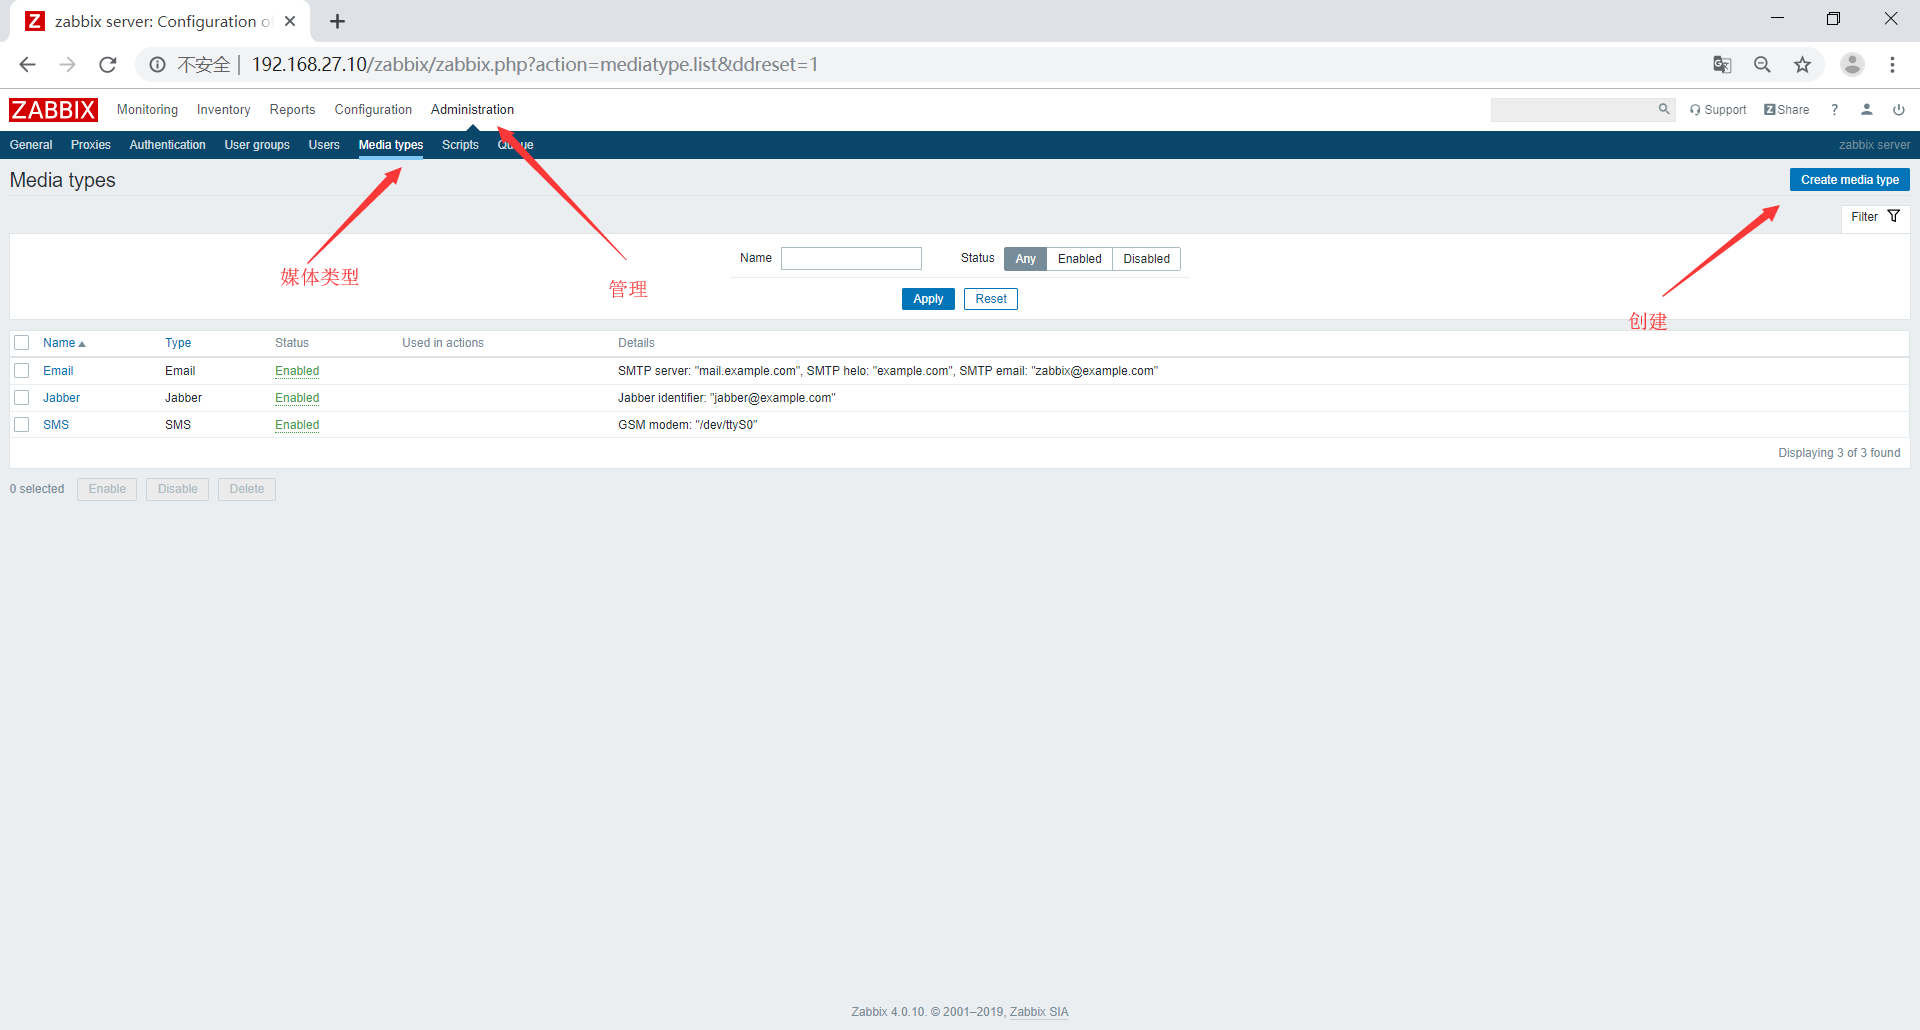 Z zabbix server: Configuration o
不安全 | 192.168.27.10/zabbix/zabbix.php?action=mediatype.list&ddreset=1
ZABBIX Monitoring Inventory Reports Configuration Administration Support Z Share ?
General Proxies Authentication User groups Users Media types Scripts Queue zabbix server
Media types Create media type
Filter
Name Status Any Enabled Disabled
媒体类型 管理
Apply Reset
创建
Name Type Status Used in actions Details
Email Email Enabled SMTP server: "mail.example.com", SMTP helo: "example.com", SMTP email: "zabbix@example.com"
Jabber Jabber Enabled Jabber identifier: "jabber@example.com"
SMS SMS Enabled GSM modem: "/dev/ttyS0"
Displaying 3 of 3 found
0 selected Enable Disable Delete
Zabbix 4.0.10. © 2001–2019, Zabbix SIA